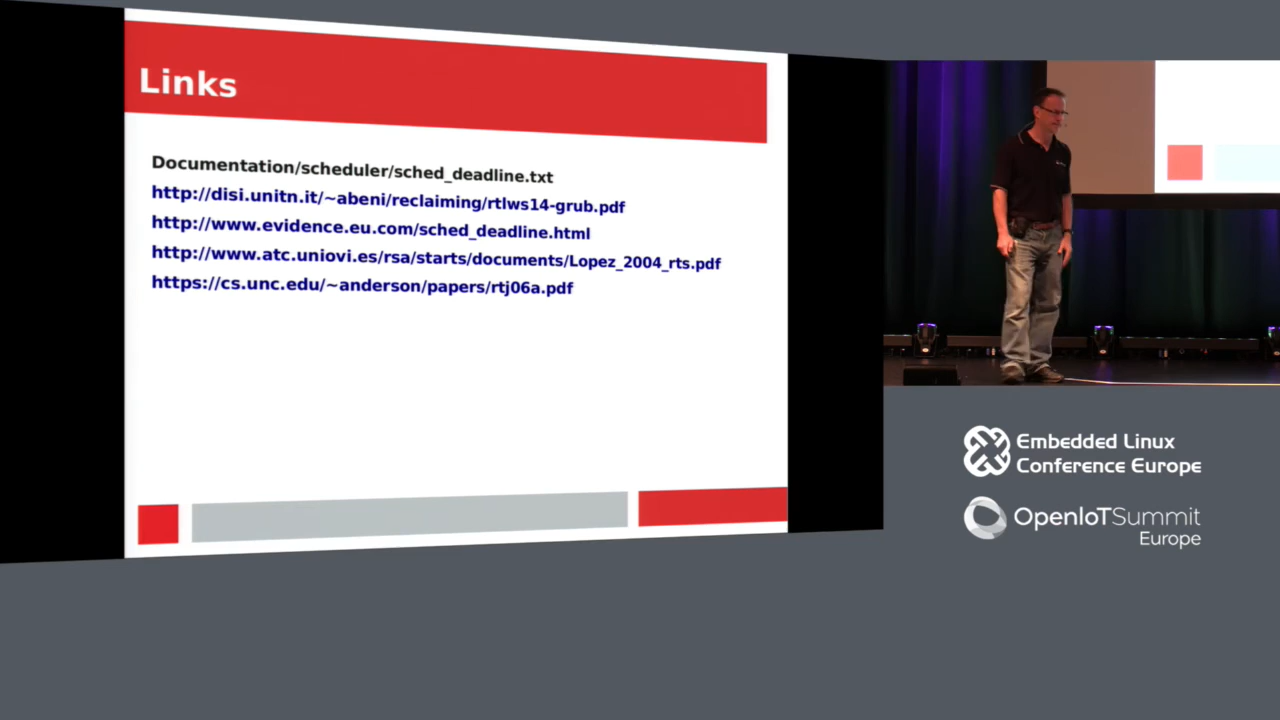 Links
Documentation/scheduler/sched_deadline.txt
http://disi.unitn.it/~abeni/reclaiming/rtlws14-grub.pdf
http://www.evidence.eu.com/sched_deadline.html
http://www.atc.uniovi.es/rsa/starts/documents/Lopez_2004_rts.pdf
https://cs.unc.edu/~anderson/papers/rtj06a.pdf
Embedded Linux
Conference Europe
OpenIoTSummit
Europe